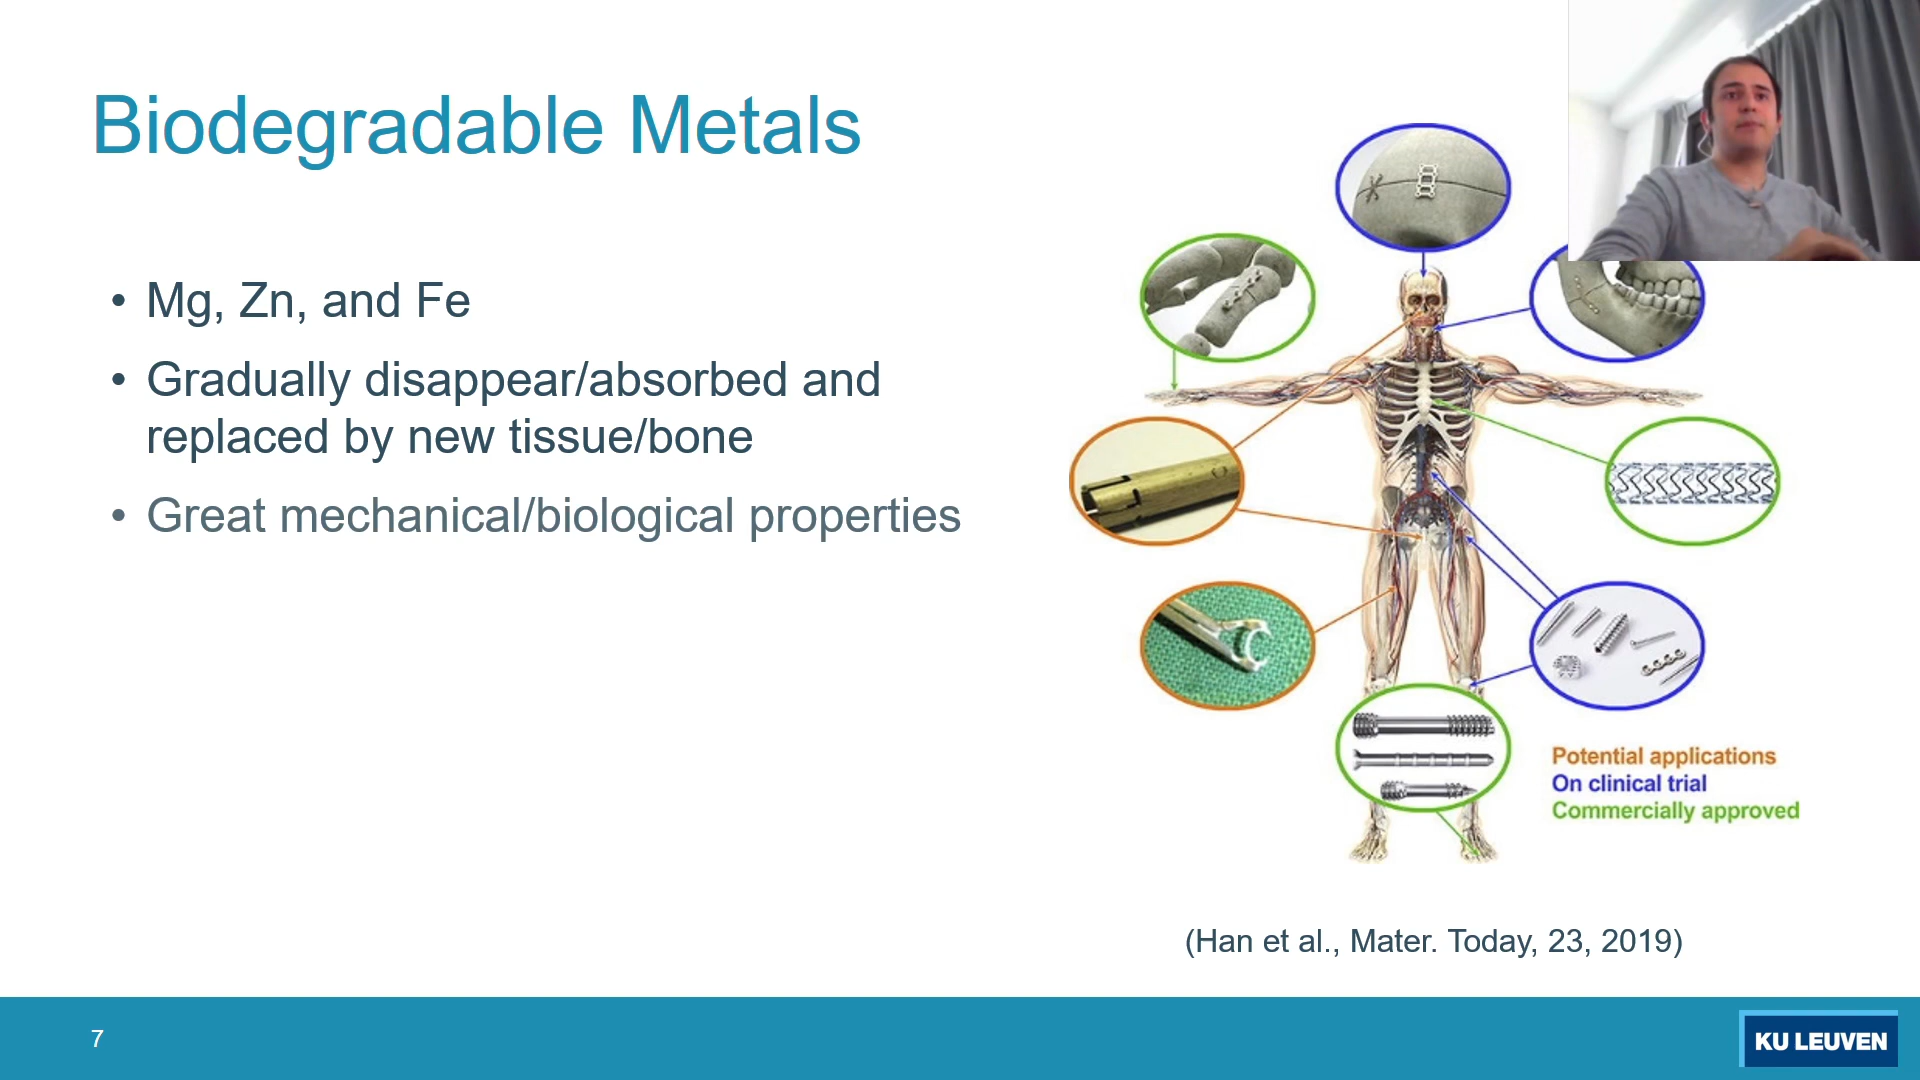 Biodegradable Metals
• Mg, Zn, and Fe
• Gradually disappear/absorbed and
replaced by new tissue/bone
• Great mechanical/biological properties
Potential applications
On clinical trial
Commercially approved
(Han et al., Mater. Today, 23, 2019)
7
KU LEUVEN